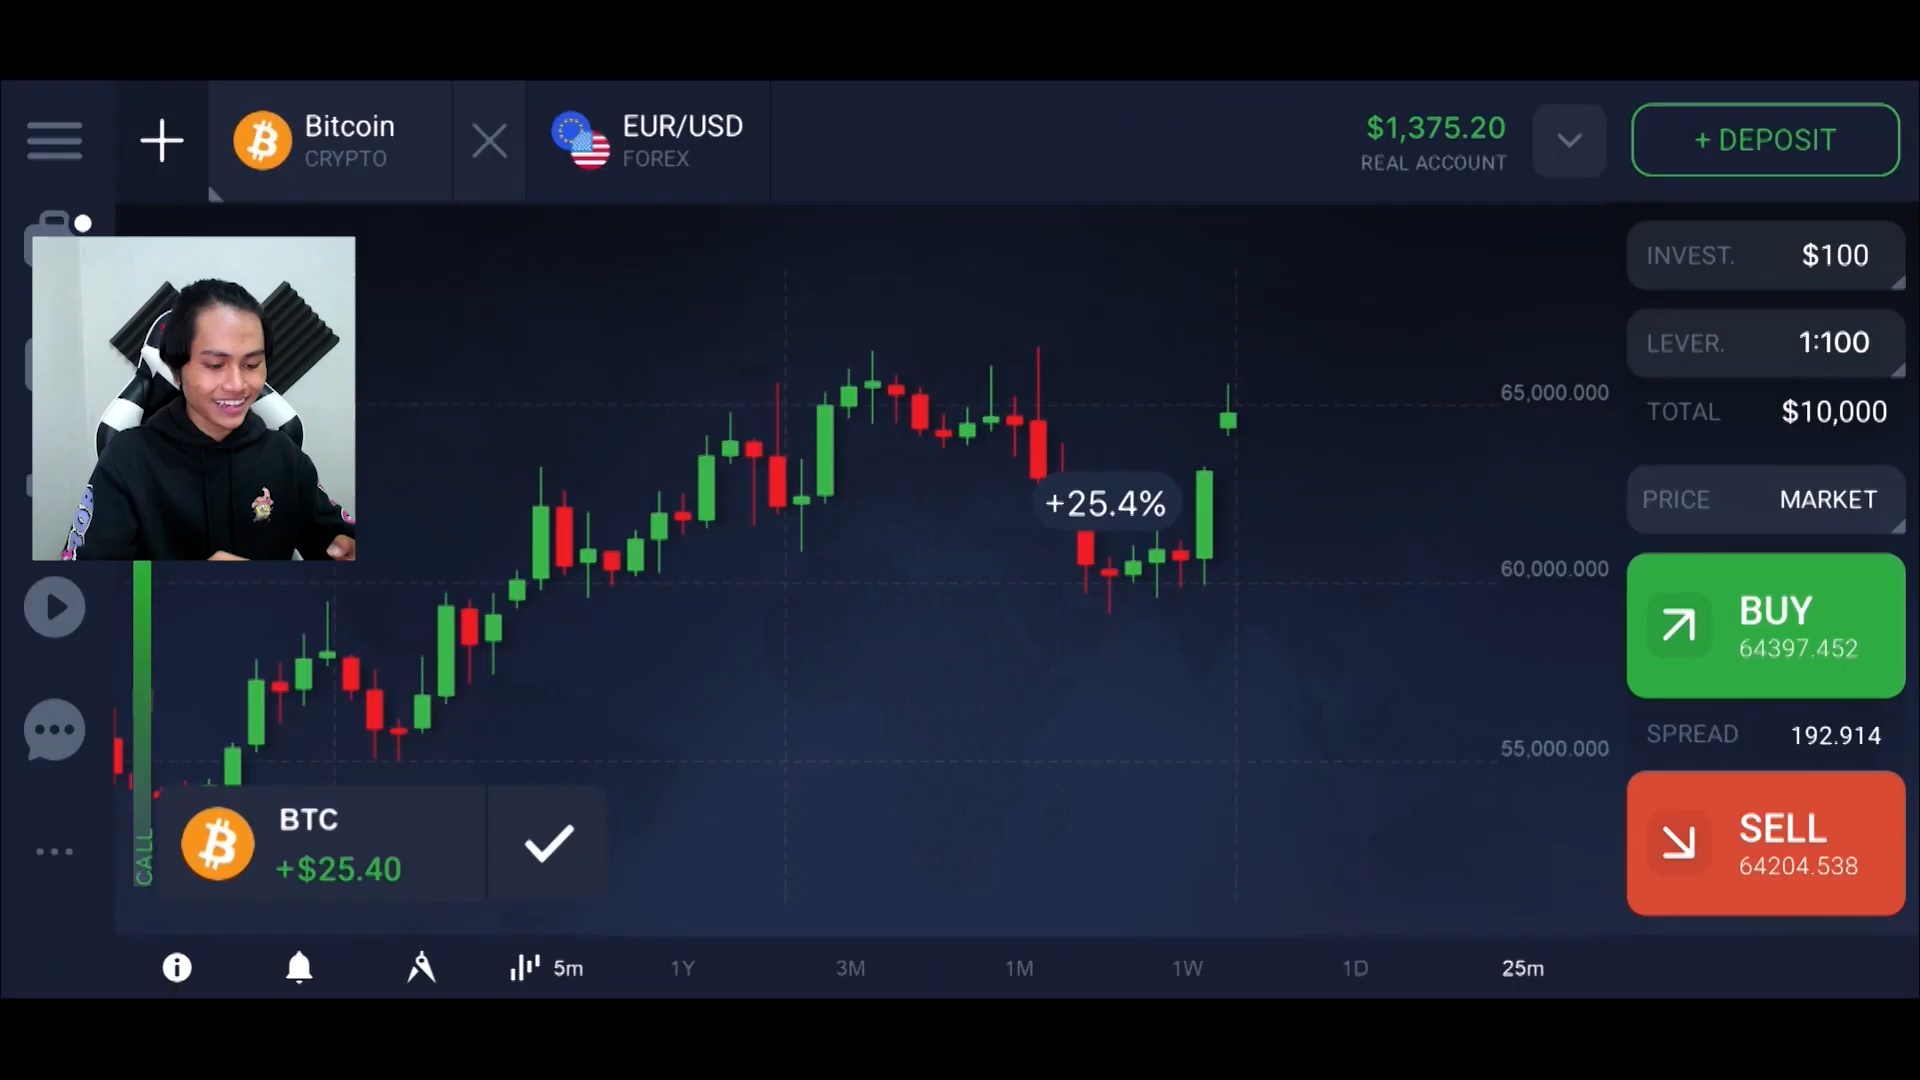 Bitcoin
CRYPTO
EUR/USD
FOREX
$1,375.20
REAL ACCOUNT
+ DEPOSIT
INVEST. $100
LEVER. 1:100
TOTAL $10,000
PRICE MARKET
BUY
64397.452
SPREAD 192.914
SELL
64204.538
65,000.000
60,000.000
55,000.000
+25.4%
CALL
BTC
+$25.40
5m 1Y 3M 1M 1W 1D 25m